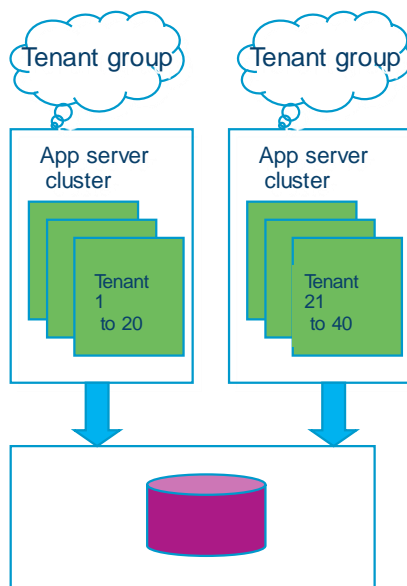 Tenant group
Tenant group
App server
cluster
App server
cluster
Tenant
1
to 20
Tenant
21
to 40